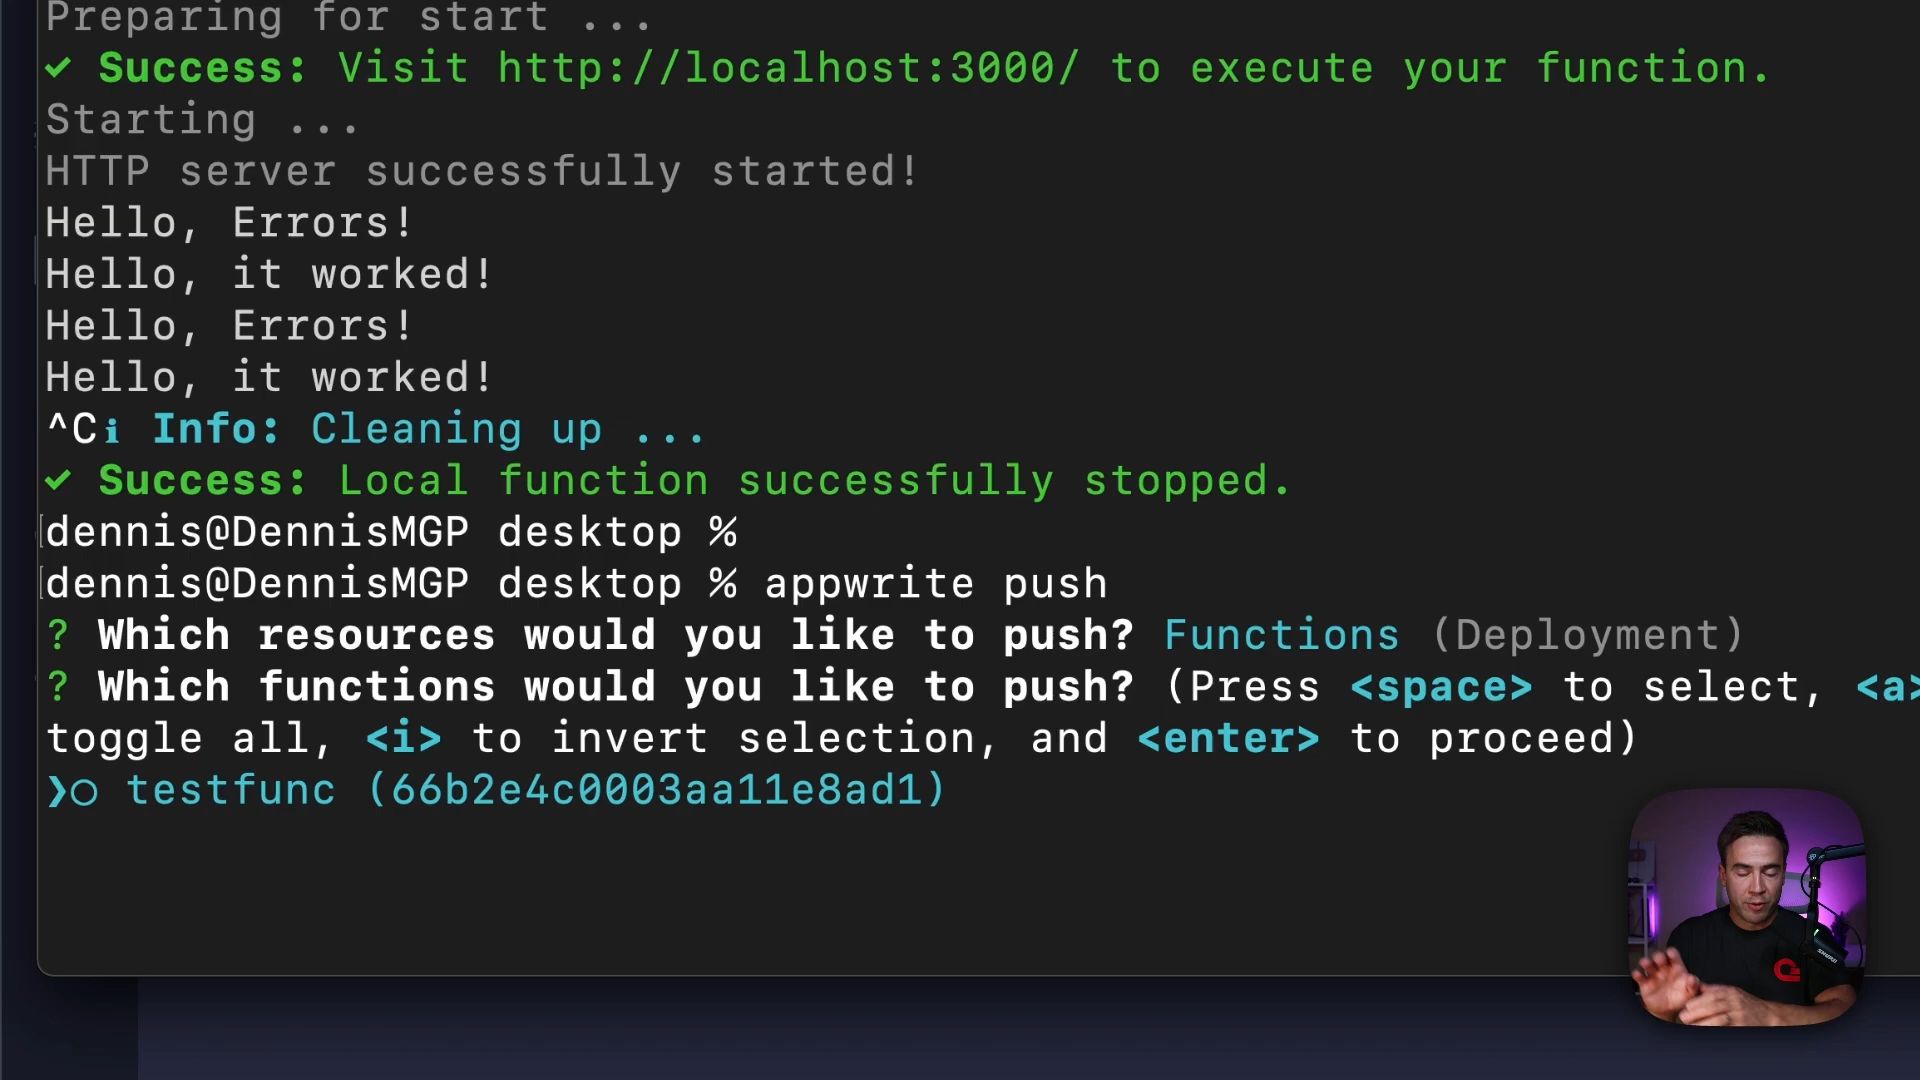 Preparing for start ...
✔ Success: Visit http://localhost:3000/ to execute your function.
Starting ...
HTTP server successfully started!
Hello, Errors!
Hello, it worked!
Hello, Errors!
Hello, it worked!
^Cℹ Info: Cleaning up ...
✔ Success: Local function successfully stopped.
[dennis@DennisMGP desktop %
[dennis@DennisMGP desktop % appwrite push
? Which resources would you like to push? Functions (Deployment)
? Which functions would you like to push? (Press <space> to select, <a>
toggle all, <i> to invert selection, and <enter> to proceed)
❯◯ testfunc (66b2e4c0003aa11e8ad1)